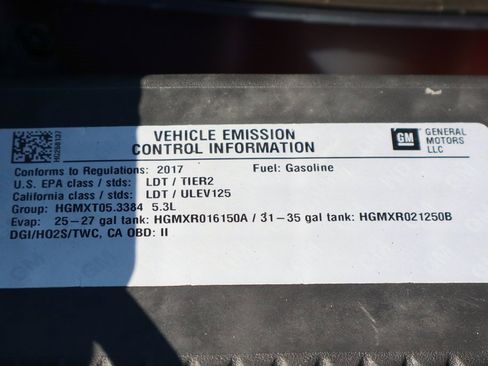 VEHICLE EMISSION
CONTROL INFORMATION
GM GENERAL
MOTORS
LLC
Conforms to Regulations: 2017 Fuel: Gasoline
U.S. EPA class / stds: LDT / TIER2
California class / stds: LDT / ULEV125
Group: HGMXT05.3384 5.3L
Evap: 25-27 gal tank: HGMXR016150A / 31-35 gal tank: HGMXR021250B
DGI/HO2S/TWC, CA OBD: II